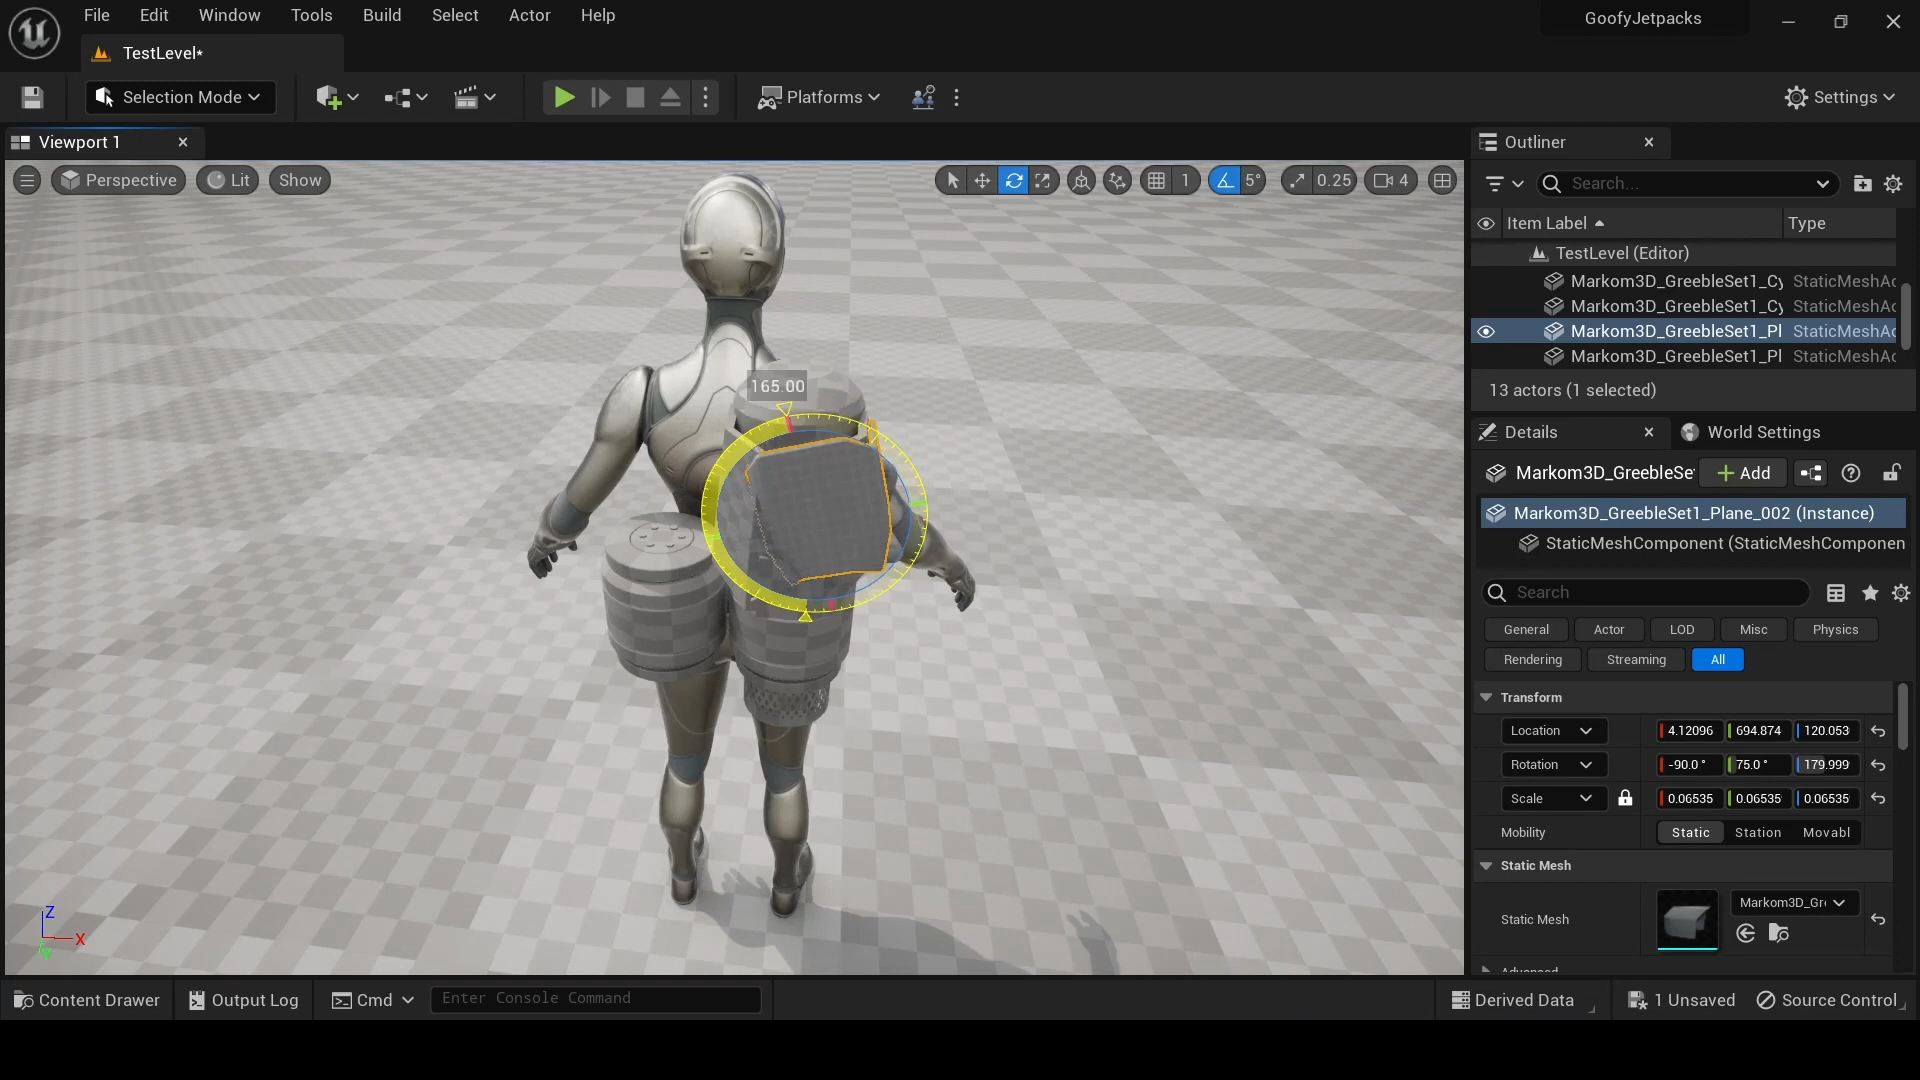 File Edit Window Tools Build Select Actor Help
GoofyJetpacks
TestLevel*
Selection Mode
Platforms
Settings
Viewport 1
Perspective
Lit
Show
1
5°
0.25
4
165.00
Z
X
Y
Outliner
Search...
Item Label
Type
TestLevel (Editor)
Markom3D_GreebleSet1_Cy StaticMeshAc
Markom3D_GreebleSet1_Cy StaticMeshAc
Markom3D_GreebleSet1_Pl StaticMeshAc
Markom3D_GreebleSet1_Pl StaticMeshAc
13 actors (1 selected)
Details
World Settings
Markom3D_GreebleSe
Add
Markom3D_GreebleSet1_Plane_002 (Instance)
StaticMeshComponent (StaticMeshComponen
Search
General Actor LOD Misc Physics
Rendering Streaming All
Transform
Location 4.12096 694.874 120.053
Rotation -90.0 ° 75.0 ° 179.999
Scale 0.06535 0.06535 0.06535
Mobility Static Station Movabl
Static Mesh
Static Mesh Markom3D_Gr
Advanced
Content Drawer
Output Log
Cmd
Enter Console Command
Derived Data
1 Unsaved
Source Control